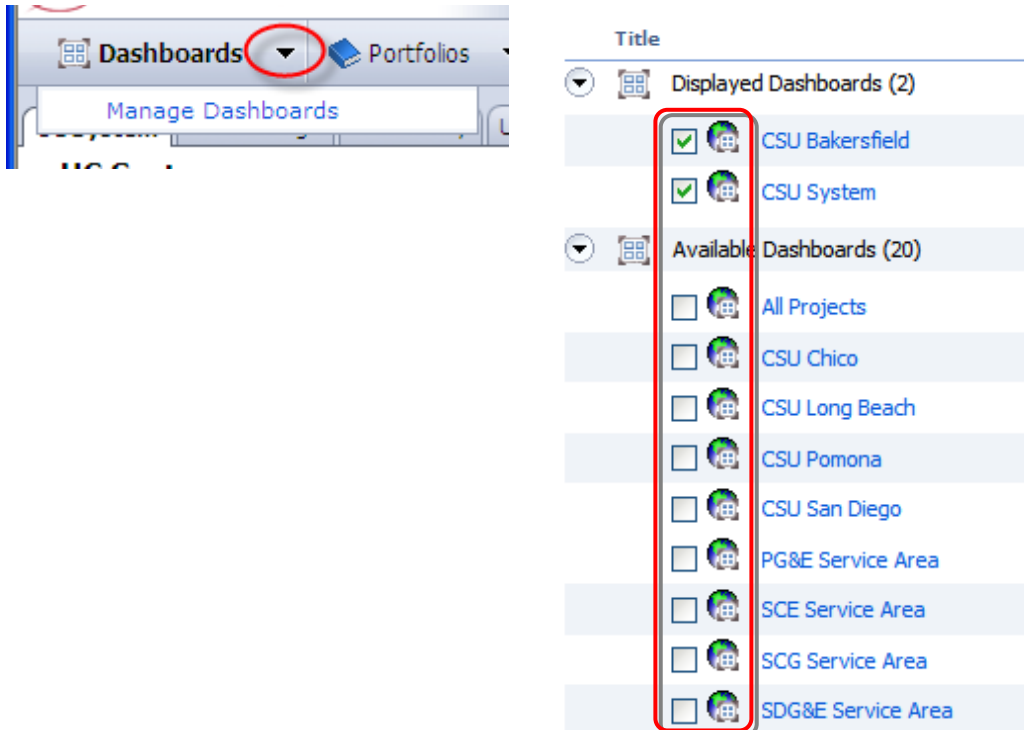 Dashboards
Portfolios
Manage Dashboards
Title
Displayed Dashboards (2)
CSU Bakersfield
CSU System
Available Dashboards (20)
All Projects
CSU Chico
CSU Long Beach
CSU Pomona
CSU San Diego
PG&E Service Area
SCE Service Area
SCG Service Area
SDG&E Service Area